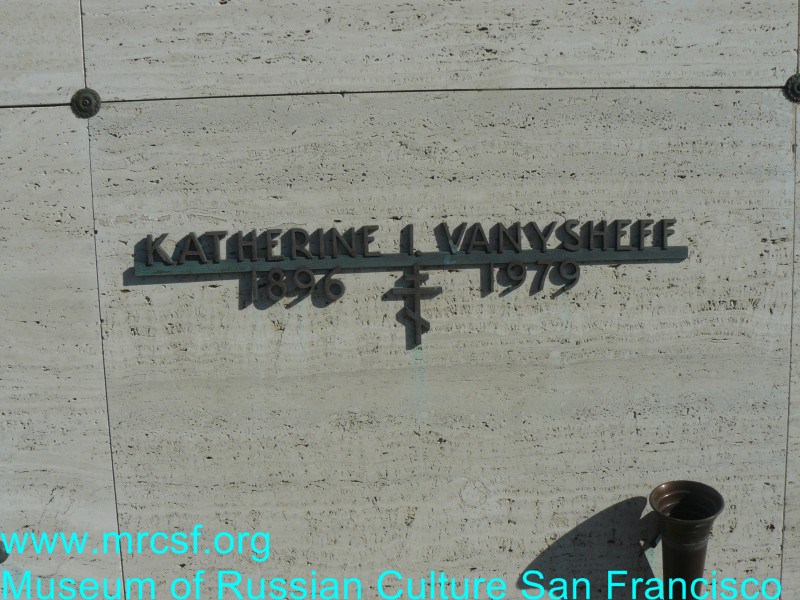 KATHERINE I. VANYSHEFF
1896 1979
www.mrcsf.org
Museum of Russian Culture San Francisco